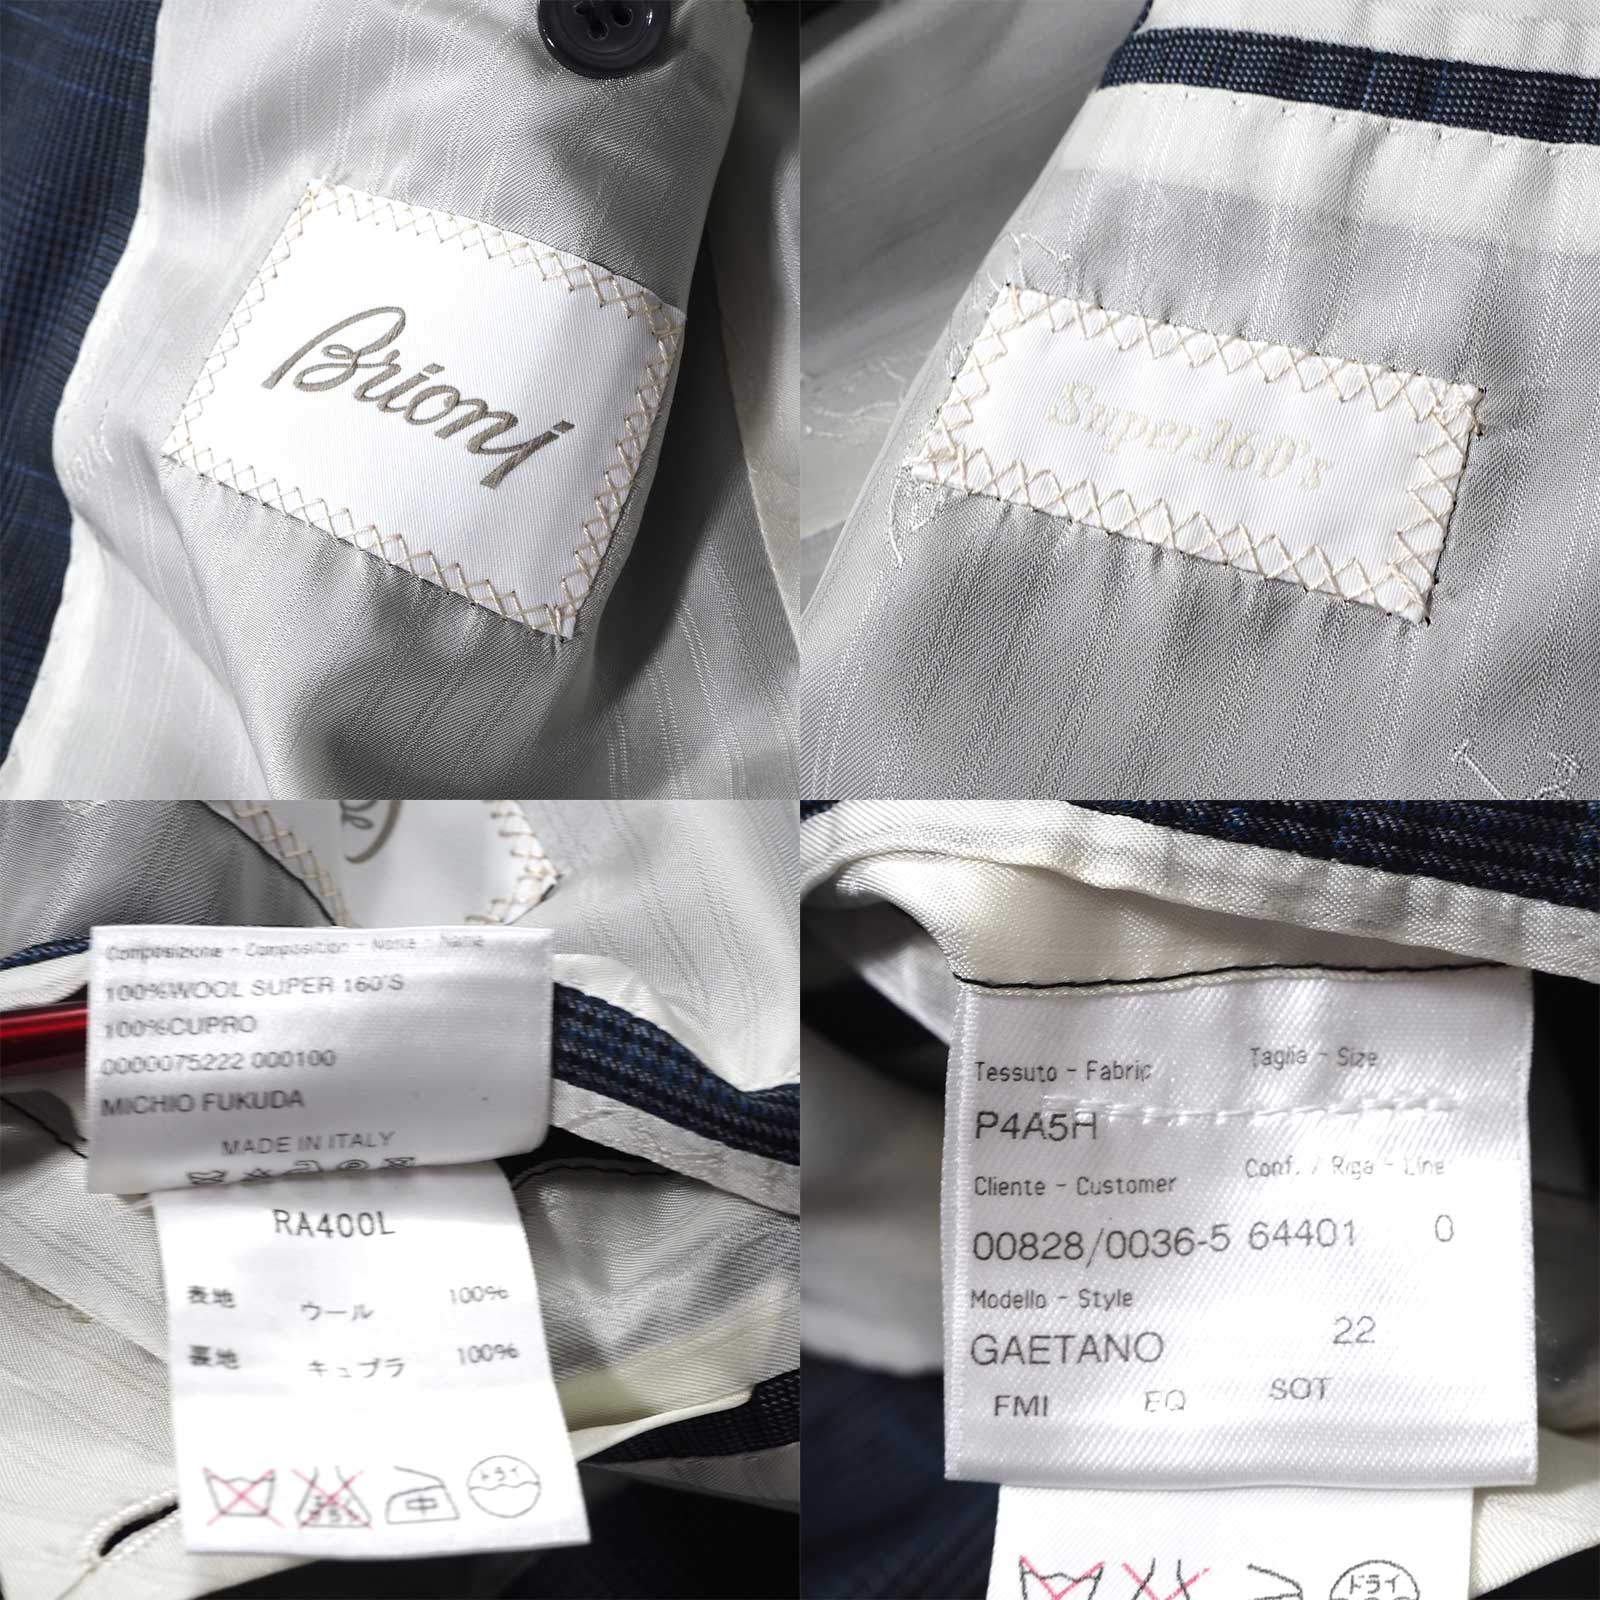 Brioni
Super160's
Composizione - Composition - Nome - Name
100%WOOL SUPER 160'S
100%CUPRO
0000075222 000100
MICHIO FUKUDA
MADE IN ITALY
RA400L
表地 ウール 100%
裏地 キュプラ 100%
中
ドライ
Tessuto - Fabric Taglia - Size
P4A5H
Cliente - Customer Conf. / Riga - Line
00828/0036-5 64401 0
Modello - Style
GAETANO 22
FMI EQ SOT
ドライ